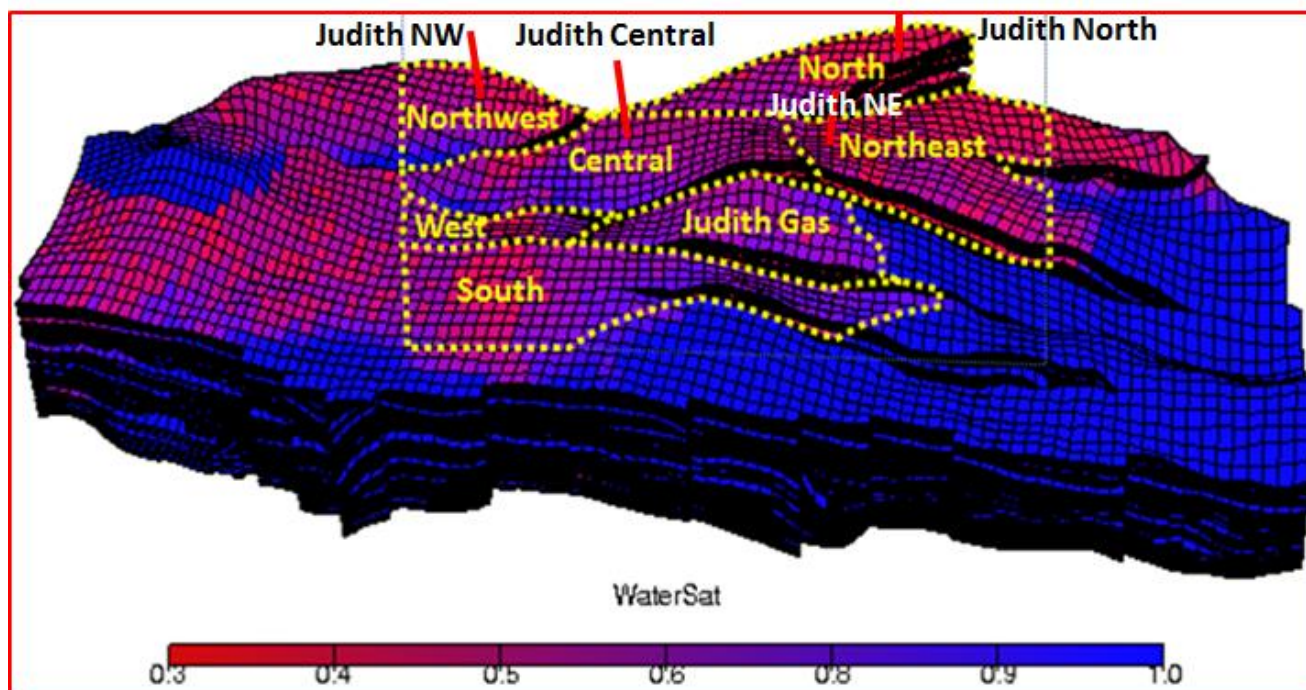 Judith NW
Judith Central
Judith North
North
Judith NE
Northwest
Northeast
Central
West
Judith Gas
South
WaterSat
0.3 0.4 0.5 0.6 0.8 0.9 1.0